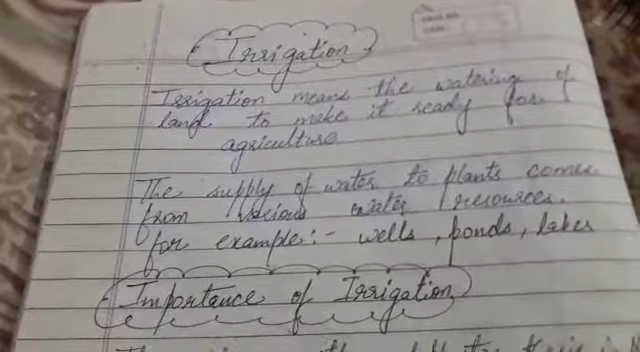 Irrigation
Irrigation means the watering of
land to make it ready for
agriculture
The supply of water to plants comes
from various water resources.
for example:- wells, ponds, lakes
Importance of Irrigation